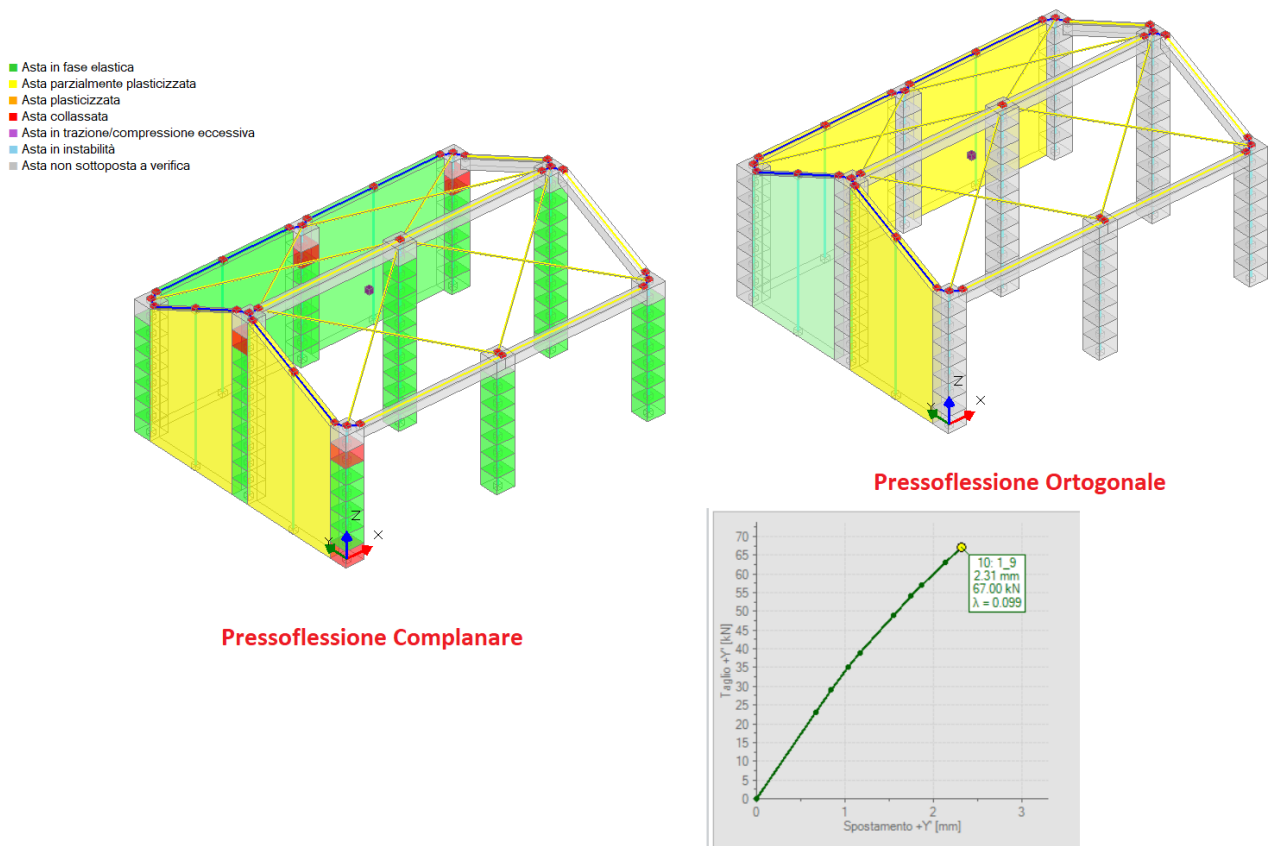 Asta in fase elastica
Asta parzialmente plasticizzata
Asta plasticizzata
Asta collassata
Asta in trazione/compressione eccessiva
Asta in instabilità
Asta non sottoposta a verifica
Z
Y
X
Pressoflessione Complanare
Z
Y
X
Pressoflessione Ortogonale
Taglio +Y' [kN]
70
65
60
55
50
45
40
35
30
25
20
15
10
5
0
10: 1_9
2.31 mm
67.00 kN
λ = 0.099
0 1 2 3
Spostamento +Y' [mm]